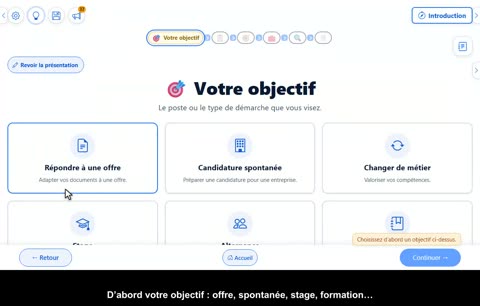 Introduction
Votre objectif
Revoir la présentation
Votre objectif
Le poste ou le type de démarche que vous visez.
Répondre à une offre
Adapter vos documents à une offre.
Candidature spontanée
Préparer une candidature pour une entreprise.
Changer de métier
Valoriser vos compétences.
Choisissez d'abord un objectif ci-dessus.
← Retour
Accueil
Continuer →
D'abord votre objectif : offre, spontanée, stage, formation…